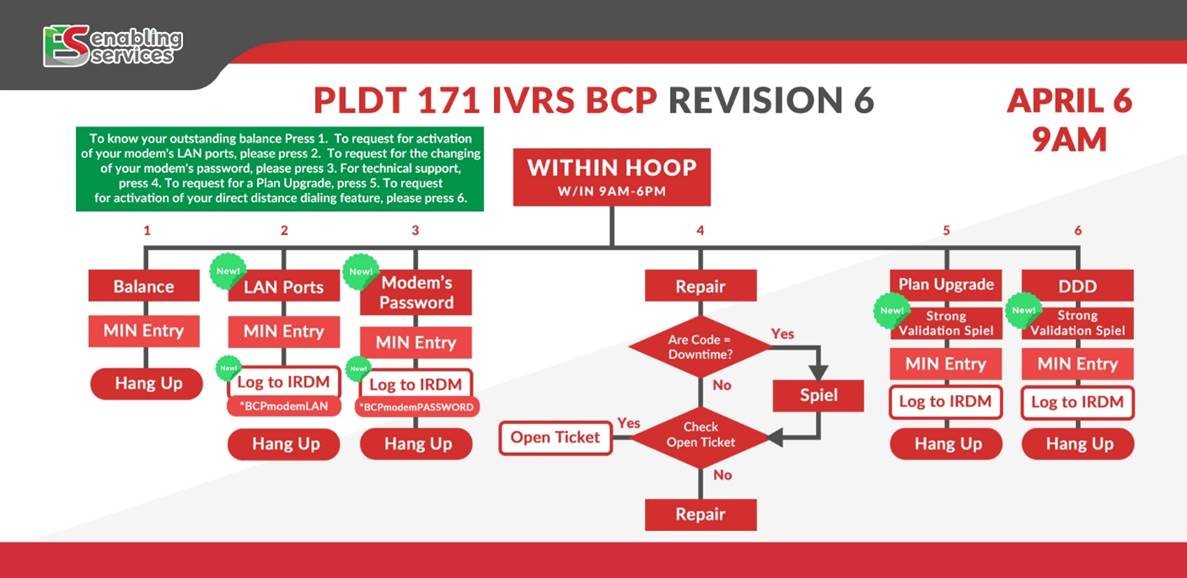 ES enabling
services
PLDT 171 IVRS BCP REVISION 6
APRIL 6
9AM
To know your outstanding balance Press 1. To request for activation
of your modem's LAN ports, please press 2. To request for the changing
of your modem's password, please press 3. For technical support,
press 4. To request for a Plan Upgrade, press 5. To request
for activation of your direct distance dialing feature, please press 6.
WITHIN HOOP
W/IN 9AM-6PM
1
2
3
4
5
6
Balance
MIN Entry
Hang Up
New!
LAN Ports
MIN Entry
New!
Log to IRDM
*BCPmodemLAN
Hang Up
New!
Modem's
Password
MIN Entry
New!
Log to IRDM
*BCPmodemPASSWORD
Hang Up
Repair
Are Code =
Downtime?
Yes
No
Spiel
Check
Open Ticket
Yes
Open Ticket
No
Repair
Plan Upgrade
New!
Strong
Validation Spiel
MIN Entry
Log to IRDM
Hang Up
DDD
New!
Strong
Validation Spiel
MIN Entry
Log to IRDM
Hang Up